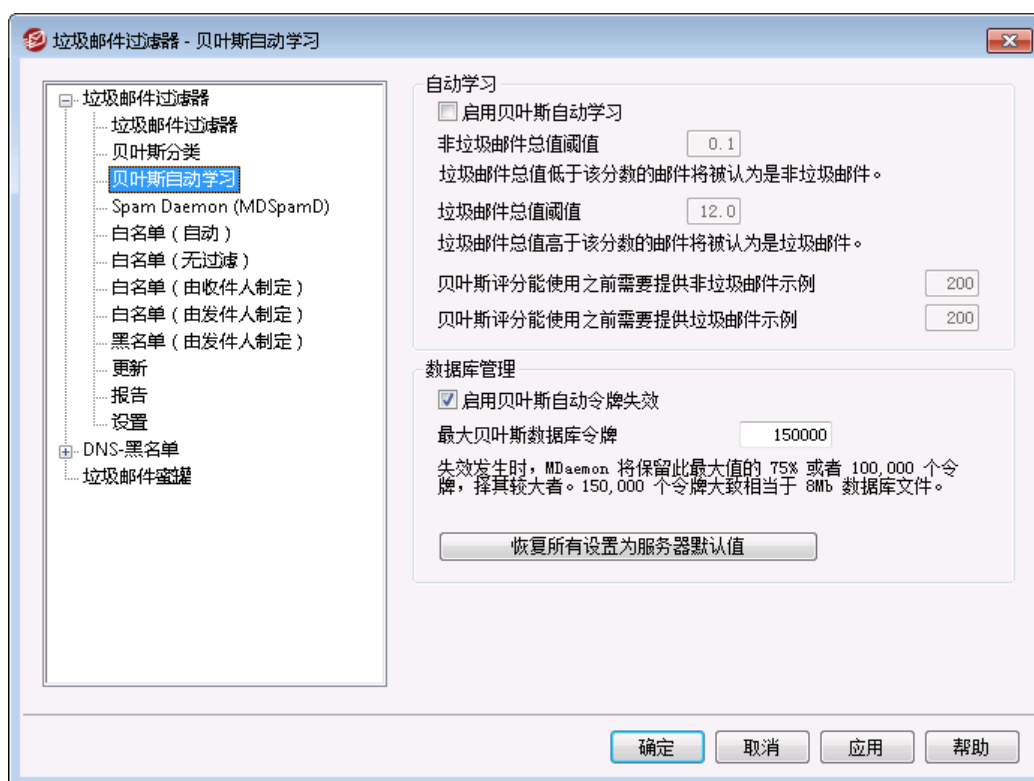 垃圾邮件过滤器 - 贝叶斯自动学习
垃圾邮件过滤器
垃圾邮件过滤器
贝叶斯分类
贝叶斯自动学习
Spam Daemon (MDSpamD)
白名单（自动）
白名单（无过滤）
白名单（由收件人制定）
白名单（由发件人制定）
黑名单（由发件人制定）
更新
报告
设置
DNS-黑名单
垃圾邮件蜜罐
自动学习
启用贝叶斯自动学习
非垃圾邮件总值阈值 0.1
垃圾邮件总值低于该分数的邮件将被认为是非垃圾邮件。
垃圾邮件总值阈值 12.0
垃圾邮件总值高于该分数的邮件将被认为是垃圾邮件。
贝叶斯评分能使用之前需要提供非垃圾邮件示例 200
贝叶斯评分能使用之前需要提供垃圾邮件示例 200
数据库管理
启用贝叶斯自动令牌失效
最大贝叶斯数据库令牌 150000
失效发生时，MDaemon 将保留此最大值的 75% 或者 100,000 个令
牌，择其较大者。150,000 个令牌大致相当于 8Mb 数据库文件。
恢复所有设置为服务器默认值
确定 取消 应用 帮助